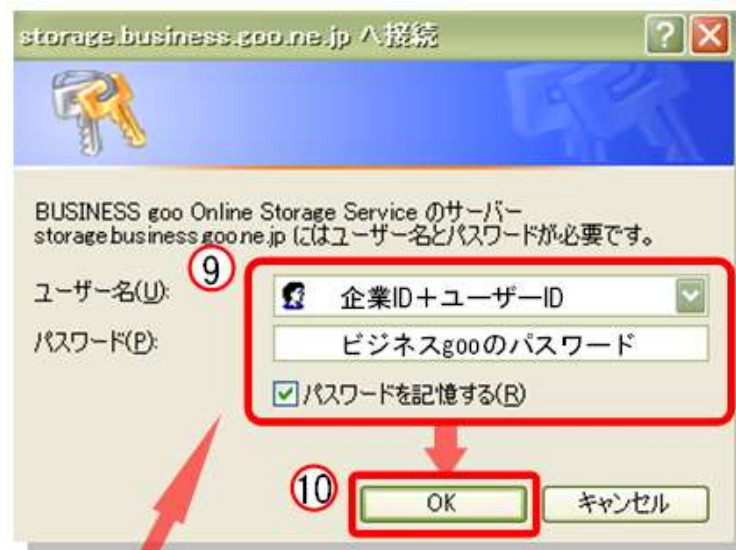 storage.business.goo.ne.jp へ接続
BUSINESS goo Online Storage Service のサーバー
storage.business.goo.ne.jp にはユーザー名とパスワードが必要です。
⑨
ユーザー名(U):
企業ID＋ユーザーID
パスワード(P):
ビジネスgooのパスワード
パスワードを記憶する(R)
⑩
OK
キャンセル